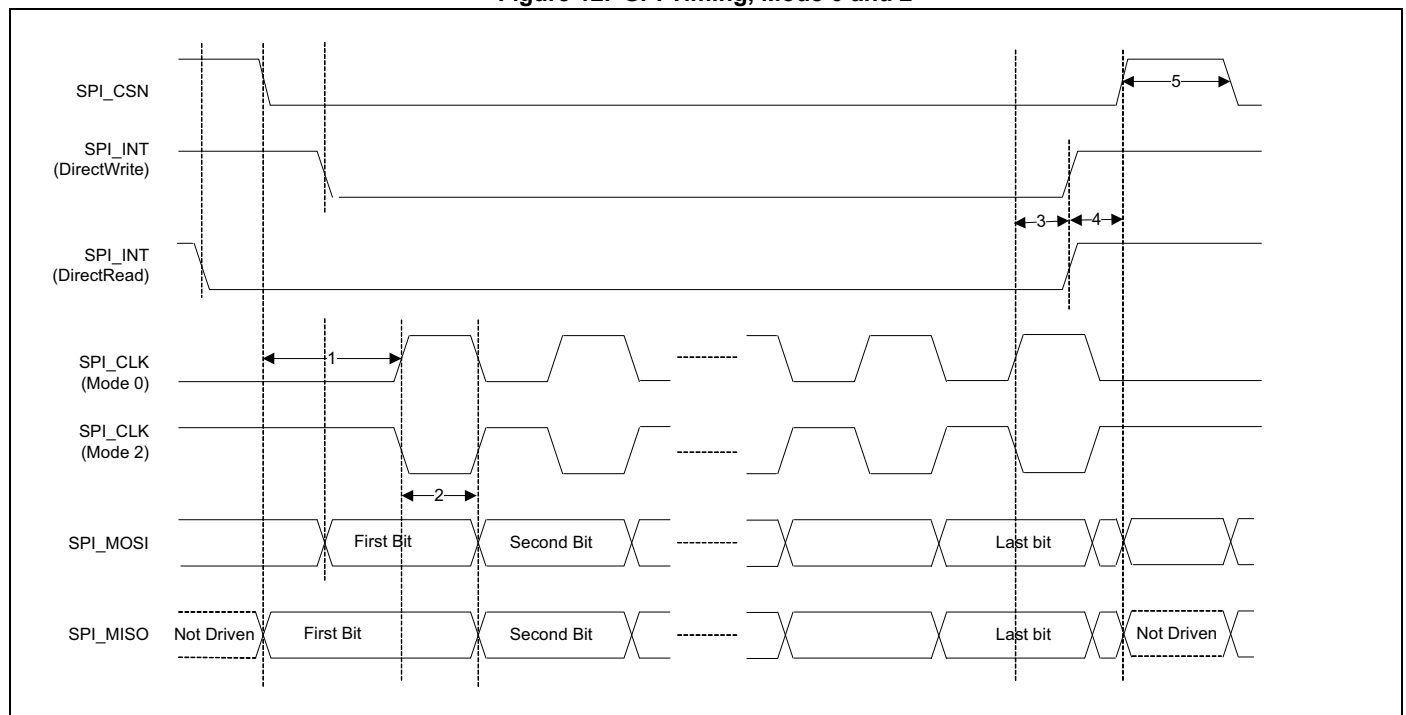 Figure 12. SPI Timing, Mode 0 and 2
SPI_CSN
5
SPI_INT
(DirectWrite)
3
4
SPI_INT
(DirectRead)
SPI_CLK
(Mode 0)
1
SPI_CLK
(Mode 2)
2
SPI_MOSI
First Bit
Second Bit
Last bit
SPI_MISO
Not Driven
First Bit
Second Bit
Last bit
Not Driven